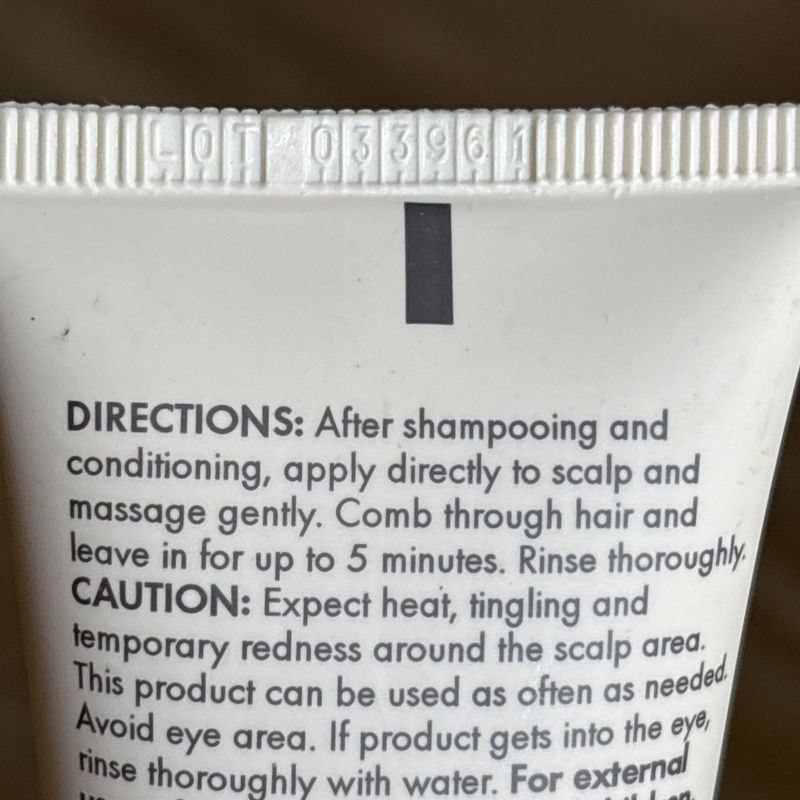 LOT 033961
DIRECTIONS: After shampooing and
conditioning, apply directly to scalp and
massage gently. Comb through hair and
leave in for up to 5 minutes. Rinse thoroughly.
CAUTION: Expect heat, tingling and
temporary redness around the scalp area.
This product can be used as often as needed.
Avoid eye area. If product gets into the eye,
rinse thoroughly with water. For external